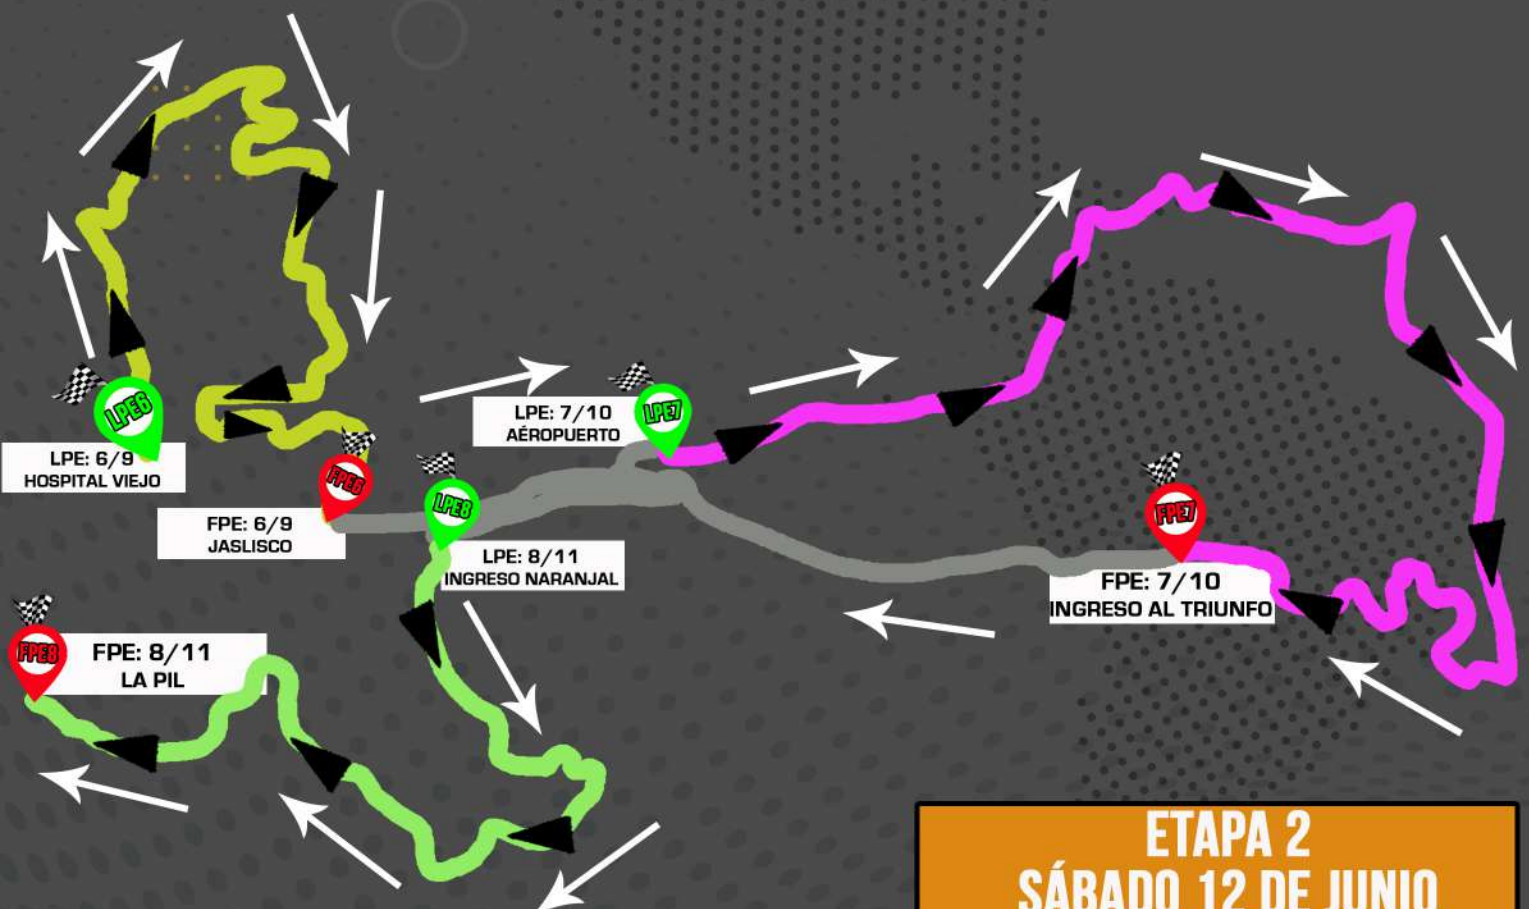 LPE6
LPE: 6/9
HOSPITAL VIEJO
FPE6
FPE: 6/9
JASLISCO
LPE: 7/10
AÉROPUERTO
LPE7
LPE8
LPE: 8/11
INGRESO NARANJAL
FPE7
FPE: 7/10
INGRESO AL TRIUNFO
FPE8
FPE: 8/11
LA PIL
ETAPA 2
SÁBADO 12 DE JUNIO